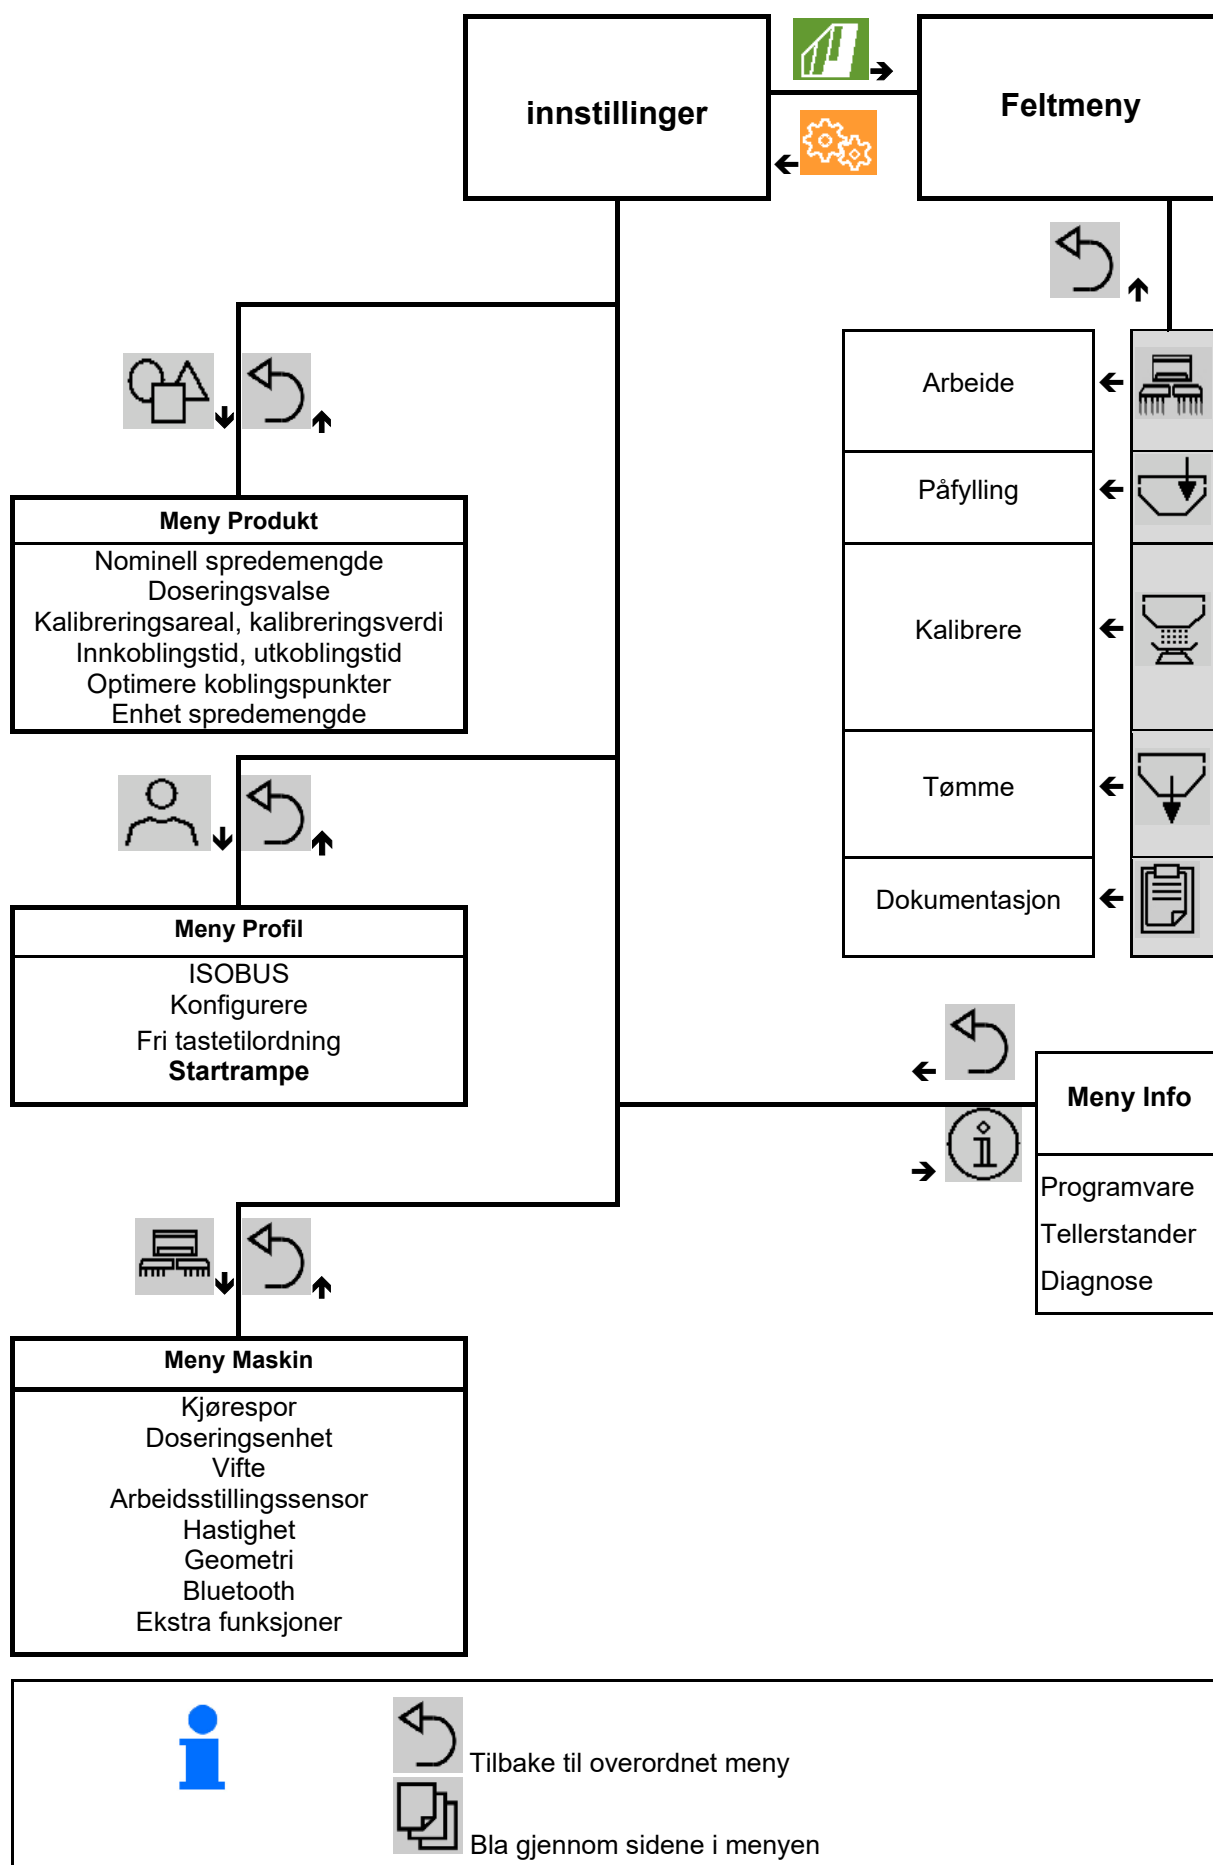 innstillinger
Feltmeny
Arbeide
Påfylling
Kalibrere
Tømme
Dokumentasjon
Meny Produkt
Nominell spredemengde
Doseringsvalse
Kalibreringsareal, kalibreringsverdi
Innkoblingstid, utkoblingstid
Optimere koblingspunkter
Enhet spredemengde
Meny Profil
ISOBUS
Konfigurere
Fri tastetilordning
Startrampe
Meny Info
Programvare
Tellerstander
Diagnose
Meny Maskin
Kjørespor
Doseringsenhet
Vifte
Arbeidsstillingssensor
Hastighet
Geometri
Bluetooth
Ekstra funksjoner
Tilbake til overordnet meny
Bla gjennom sidene i menyen